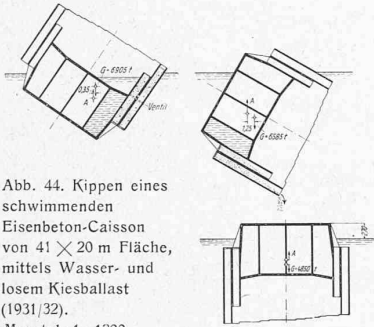 G=6905 t
0,35
A
Ventil
A
1,25
G=6585 t
A
G=4850 t
Abb. 44. Kippen eines
schwimmenden
Eisenbeton-Caisson
von 41 × 20 m Fläche,
mittels Wasser- und
losem Kiesballast
(1931/32).